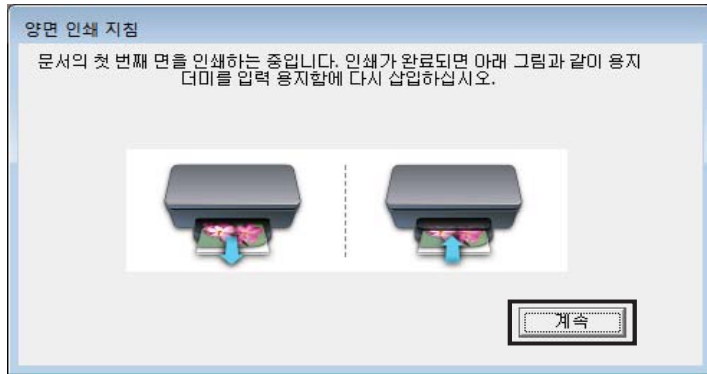 양면 인쇄 지침
문서의 첫 번째 면을 인쇄하는 중입니다. 인쇄가 완료되면 아래 그림과 같이 용지
더미를 입력 용지함에 다시 삽입하십시오.
계속